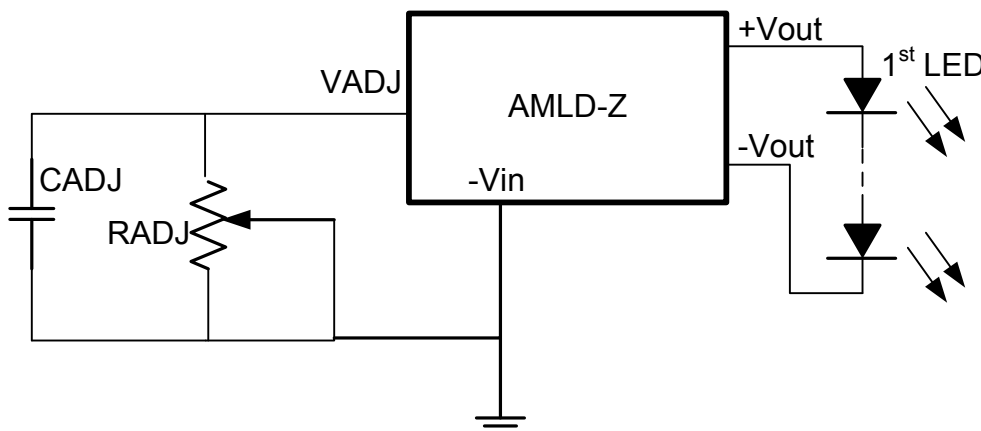 +Vout
1st LED
VADJ
AMLD-Z
-Vout
CADJ
-Vin
RADJ